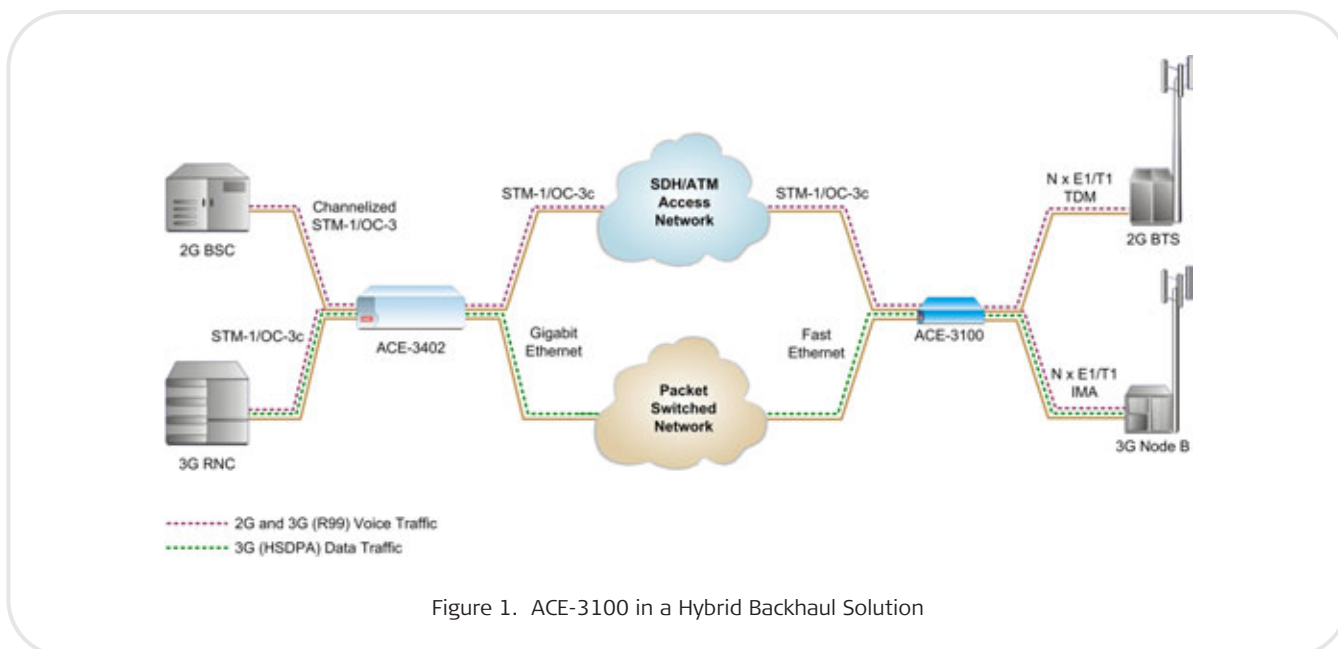 SDH/ATM
Access
Network
STM-1/OC-3c
STM-1/OC-3c
N x E1/T1
TDM
Channelized
STM-1/OC-3
2G BSC
2G BTS
STM-1/OC-3c
ACE-3402
Gigabit
Ethernet
Fast
Ethernet
ACE-3100
Packet
Switched
Network
N x E1/T1
IMA
3G RNC
3G Node B
2G and 3G (R99) Voice Traffic
3G (HSDPA) Data Traffic
Figure 1. ACE-3100 in a Hybrid Backhaul Solution